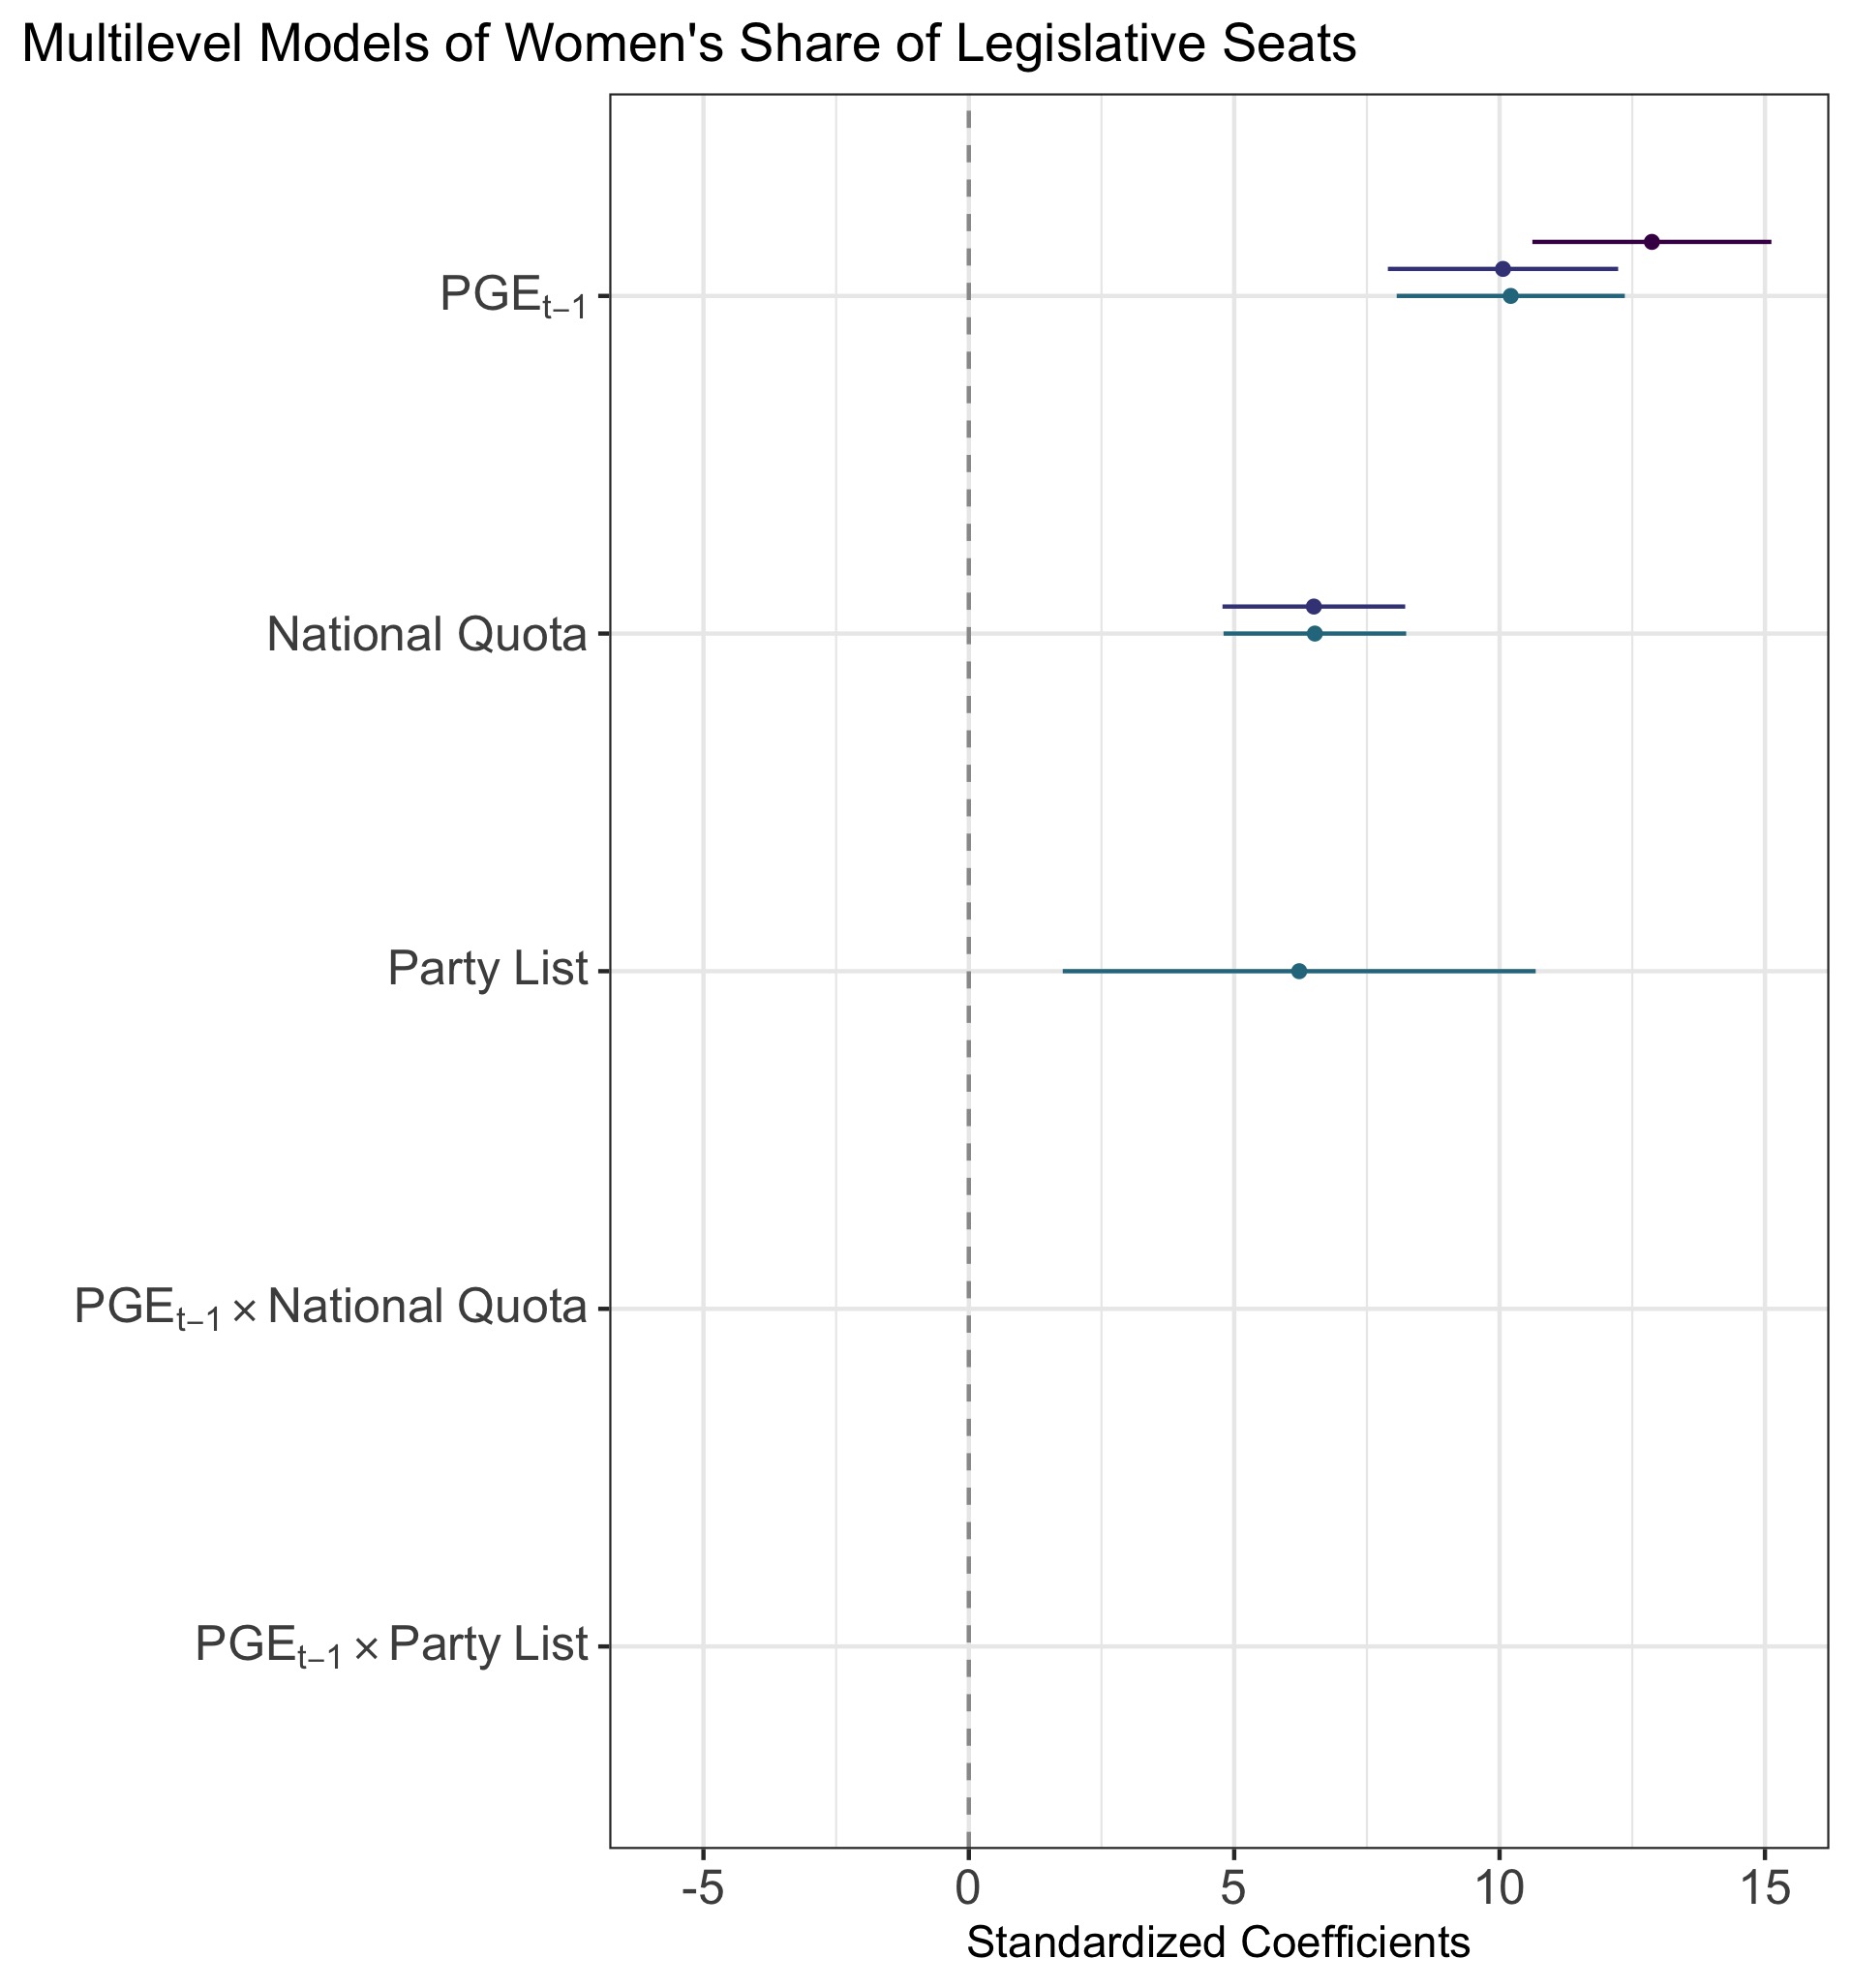 Multilevel Models of Women's Share of Legislative Seats
PGEt−1
National Quota
Party List
PGEt−1 × National Quota
PGEt−1 × Party List
-5 0 5 10 15
Standardized Coefficients